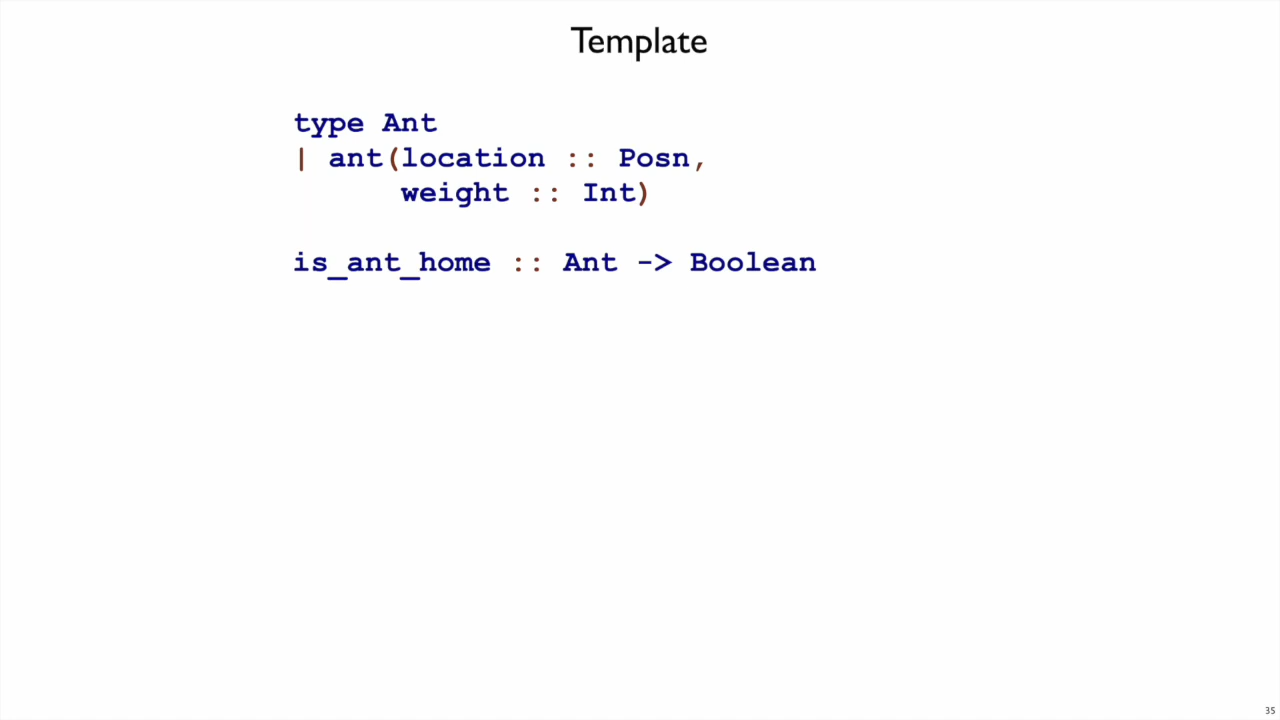 Template
type Ant
| ant(location :: Posn,
weight :: Int)
is_ant_home :: Ant -> Boolean
35